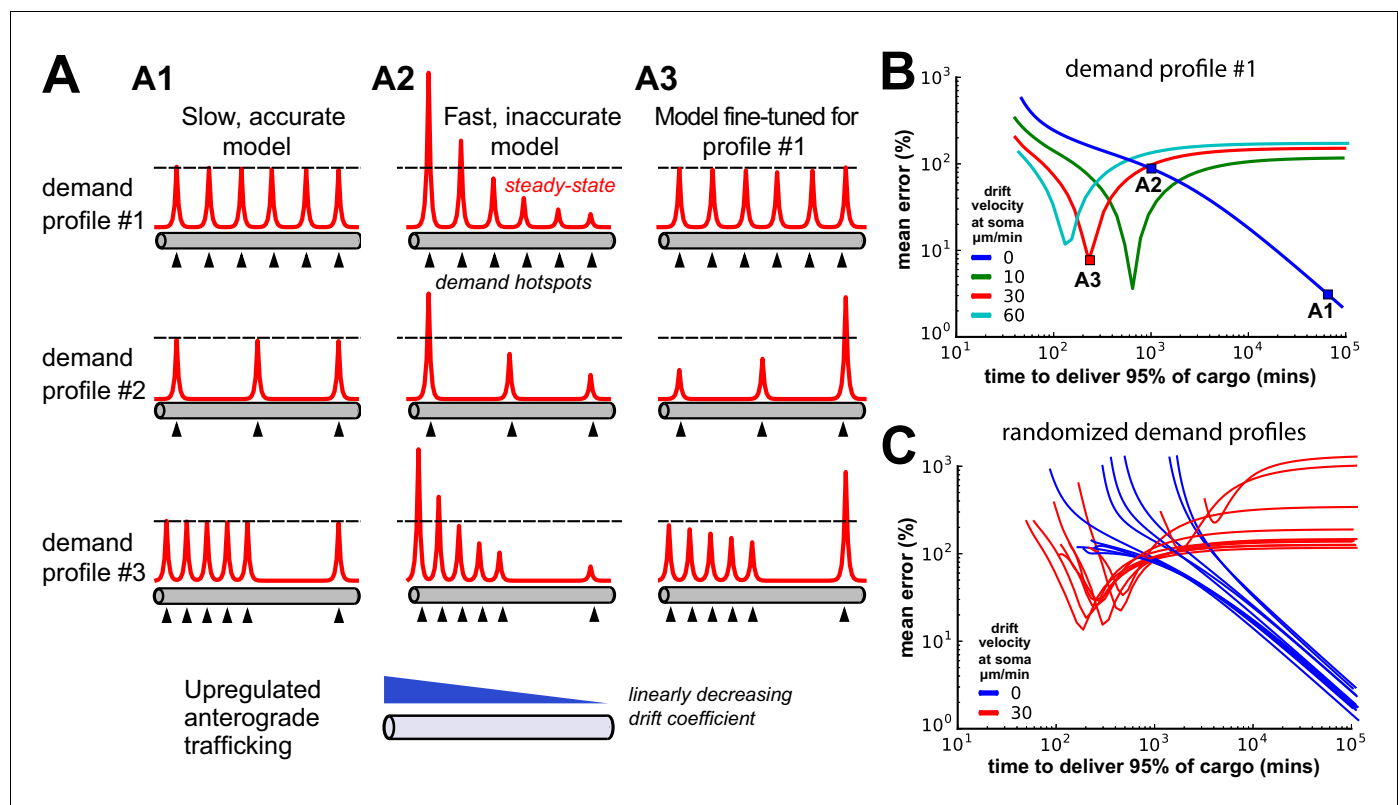 A
A1
Slow, accurate
model
A2
Fast, inaccurate
model
A3
Model fine-tuned for
profile #1
demand
profile #1
steady-state
demand hotspots
demand
profile #2
demand
profile #3
Upregulated
anterograde
trafficking
linearly decreasing
drift coefficient
B
demand profile #1
mean error (%)
10³
10²
10¹
10⁰
drift
velocity
at soma
µm/min
0
10
30
60
A2
A3
A1
10¹ 10² 10³ 10⁴ 10⁵
time to deliver 95% of cargo (mins)
C
randomized demand profiles
mean error (%)
10³
10²
10¹
10⁰
drift
velocity
at soma
µm/min
0
30
10¹ 10² 10³ 10⁴ 10⁵
time to deliver 95% of cargo (mins)